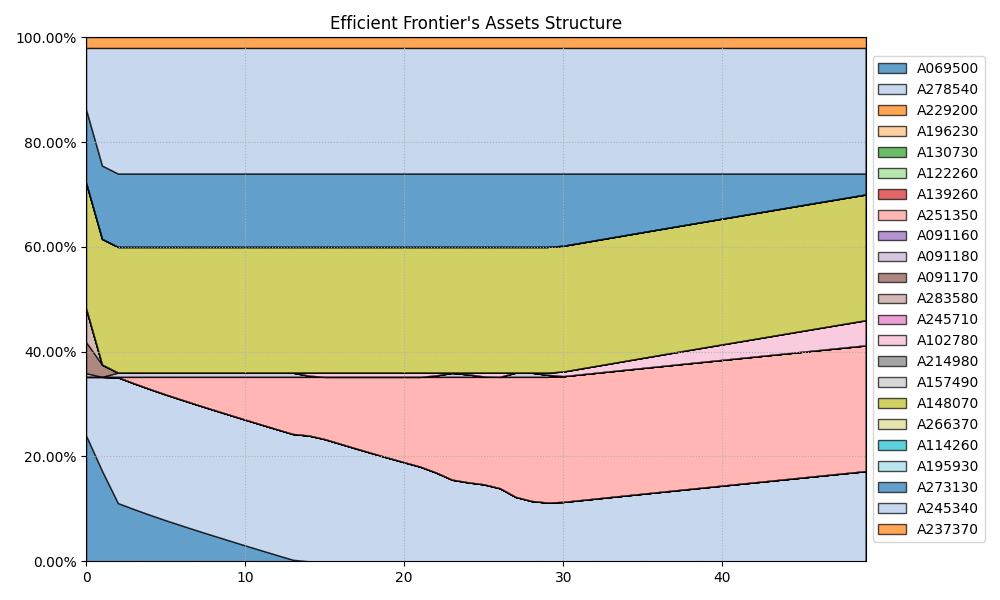 Efficient Frontier's Assets Structure
100.00%
80.00%
60.00%
40.00%
20.00%
0.00%
0
10
20
30
40
A069500
A278540
A229200
A196230
A130730
A122260
A139260
A251350
A091160
A091180
A091170
A283580
A245710
A102780
A214980
A157490
A148070
A266370
A114260
A195930
A273130
A245340
A237370